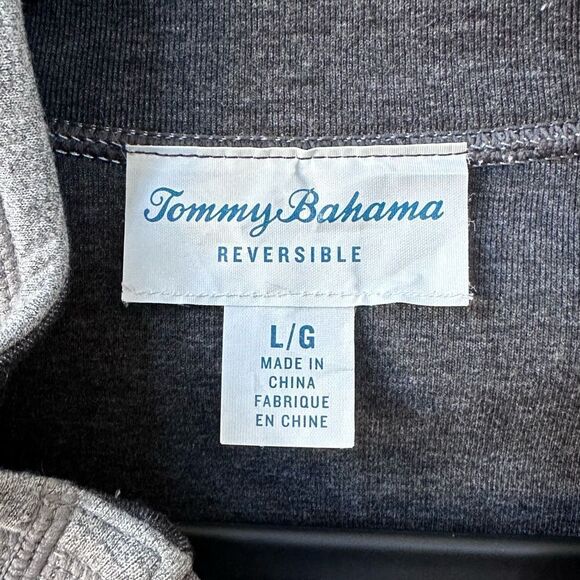 Tommy Bahama
REVERSIBLE
L/G
MADE IN
CHINA
FABRIQUE
EN CHINE